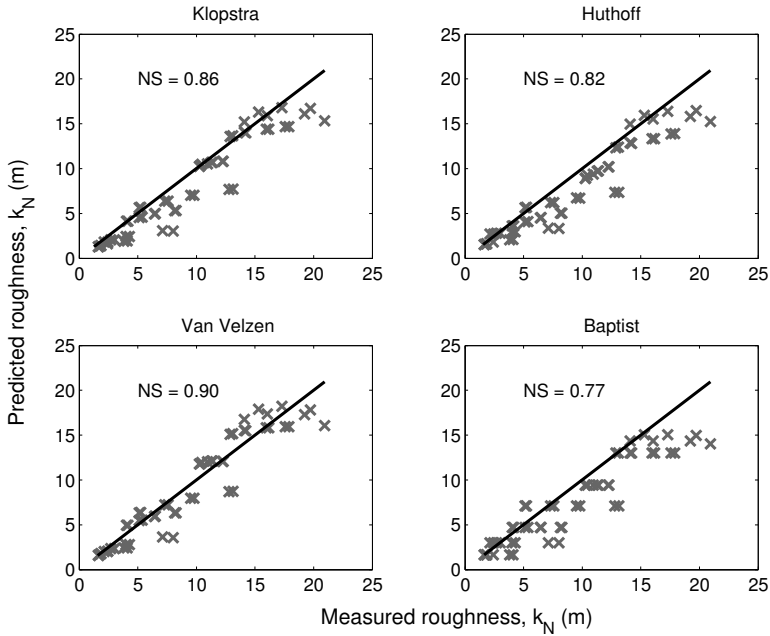 Klopstra
Huthoff
25
20
15
10
5
0
NS = 0.86
0 5 10 15 20 25
25
20
15
10
5
0
NS = 0.82
0 5 10 15 20 25
Van Velzen
Baptist
25
20
15
10
5
0
NS = 0.90
0 5 10 15 20 25
25
20
15
10
5
0
NS = 0.77
0 5 10 15 20 25
Predicted roughness, k_N (m)
Measured roughness, k_N (m)